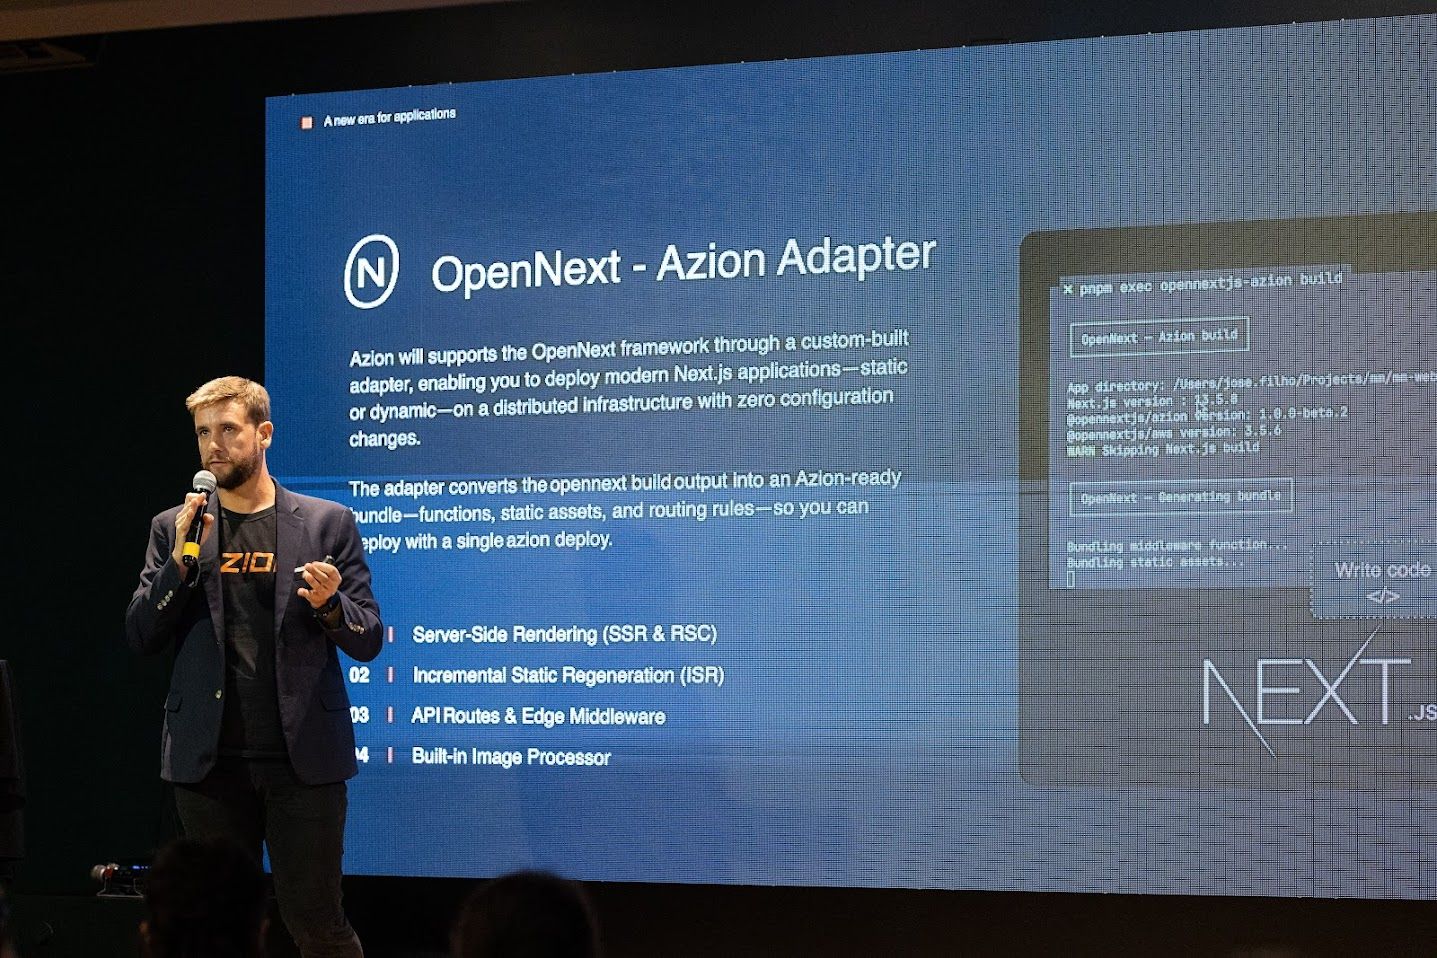 A new era for applications
N
OpenNext - Azion Adapter
Azion will supports the OpenNext framework through a custom-built
adapter, enabling you to deploy modern Next.js applications—static
or dynamic—on a distributed infrastructure with zero configuration
changes.
The adapter converts the opennext build output into an Azion-ready
bundle—functions, static assets, and routing rules—so you can
eploy with a single azion deploy.
Server-Side Rendering (SSR & RSC)
02 Incremental Static Regeneration (ISR)
03 API Routes & Edge Middleware
04 Built-in Image Processor
pnpm exec opennextjs-azion build
OpenNext — Azion build
App directory: /Users/jose.filho/Projects/mm/mm-web
Next.js version : 13.5.8
@opennextjs/azion version: 1.0.0-beta.2
@opennextjs/aws version: 3.5.6
WARN Skipping Next.js build
OpenNext — Generating bundle
Bundling middleware function...
Bundling static assets...
Write code
</>
NEXT.JS
ZIO